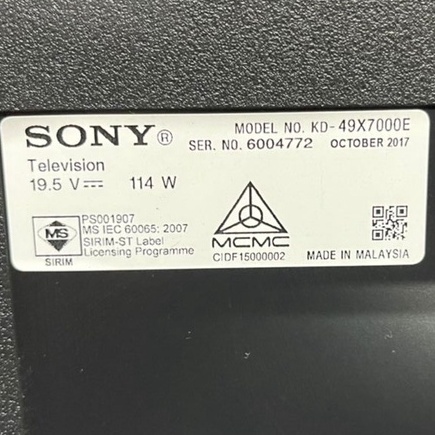 SONY®
MODEL NO. KD-49X7000E
SER. NO. 6004772 OCTOBER 2017
Television
19.5 V⎓ 114 W
MS
SIRIM
PS001907
MS IEC 60065: 2007
SIRIM-ST Label
Licensing Programme
MCMC
CIDF15000002
MADE IN MALAYSIA